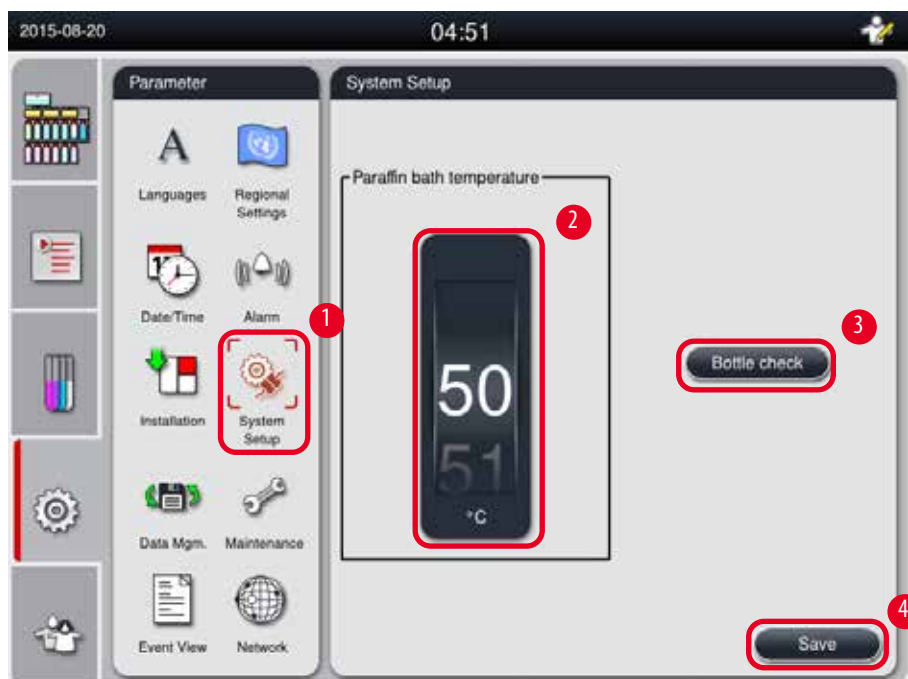 2015-08-20
04:51
Parameter
Languages
Regional
Settings
Date/Time
Alarm
Installation
System
Setup
Data Mgm.
Maintenance
Event View
Network
1
System Setup
Paraffin bath temperature
2
50
51
°C
3
Bottle check
4
Save